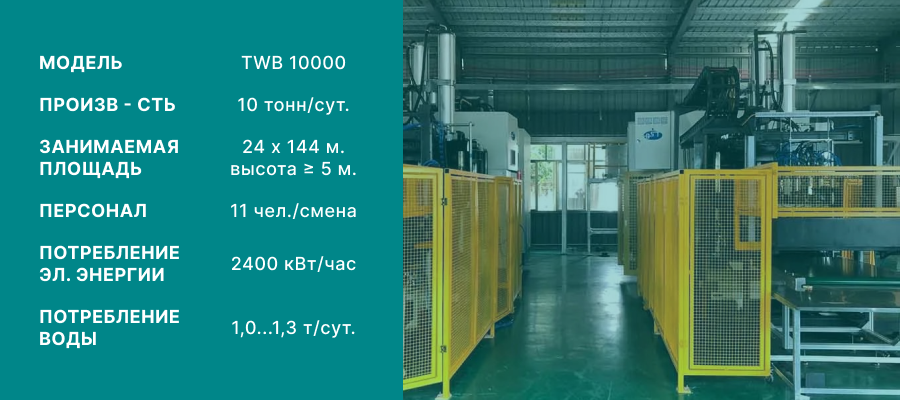 МОДЕЛЬ TWB 10000
ПРОИЗВ - СТЬ 10 тонн/сут.
ЗАНИМАЕМАЯ ПЛОЩАДЬ 24 х 144 м.
высота ≥ 5 м.
ПЕРСОНАЛ 11 чел./смена
ПОТРЕБЛЕНИЕ
ЭЛ. ЭНЕРГИИ
2400 кВт/час
ПОТРЕБЛЕНИЕ
ВОДЫ
1,0...1,3 т/сут.